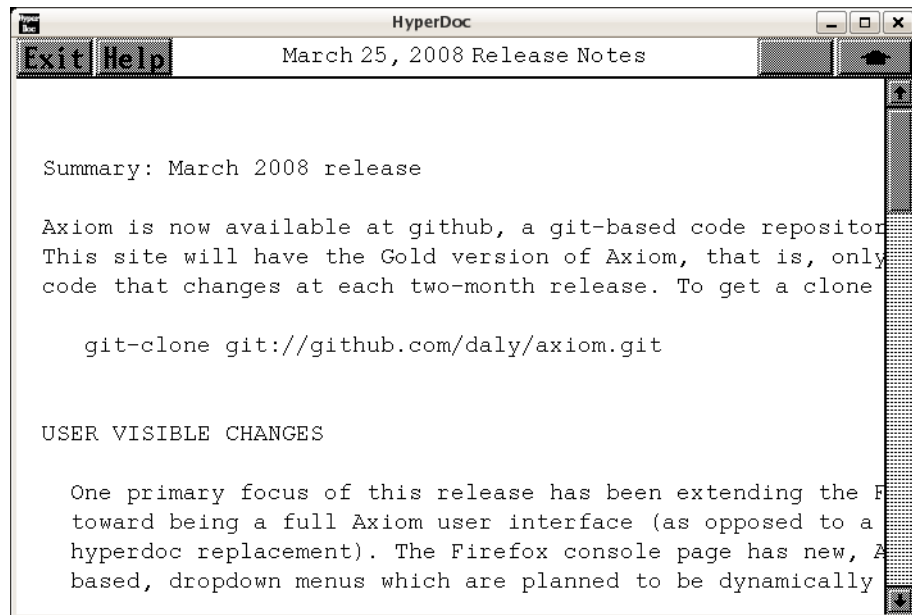 Hyper Doc
HyperDoc
Exit Help March 25, 2008 Release Notes
Summary: March 2008 release
Axiom is now available at github, a git-based code repositor
This site will have the Gold version of Axiom, that is, only
code that changes at each two-month release. To get a clone
git-clone git://github.com/daly/axiom.git
USER VISIBLE CHANGES
One primary focus of this release has been extending the F
toward being a full Axiom user interface (as opposed to a
hyperdoc replacement). The Firefox console page has new, A
based, dropdown menus which are planned to be dynamically